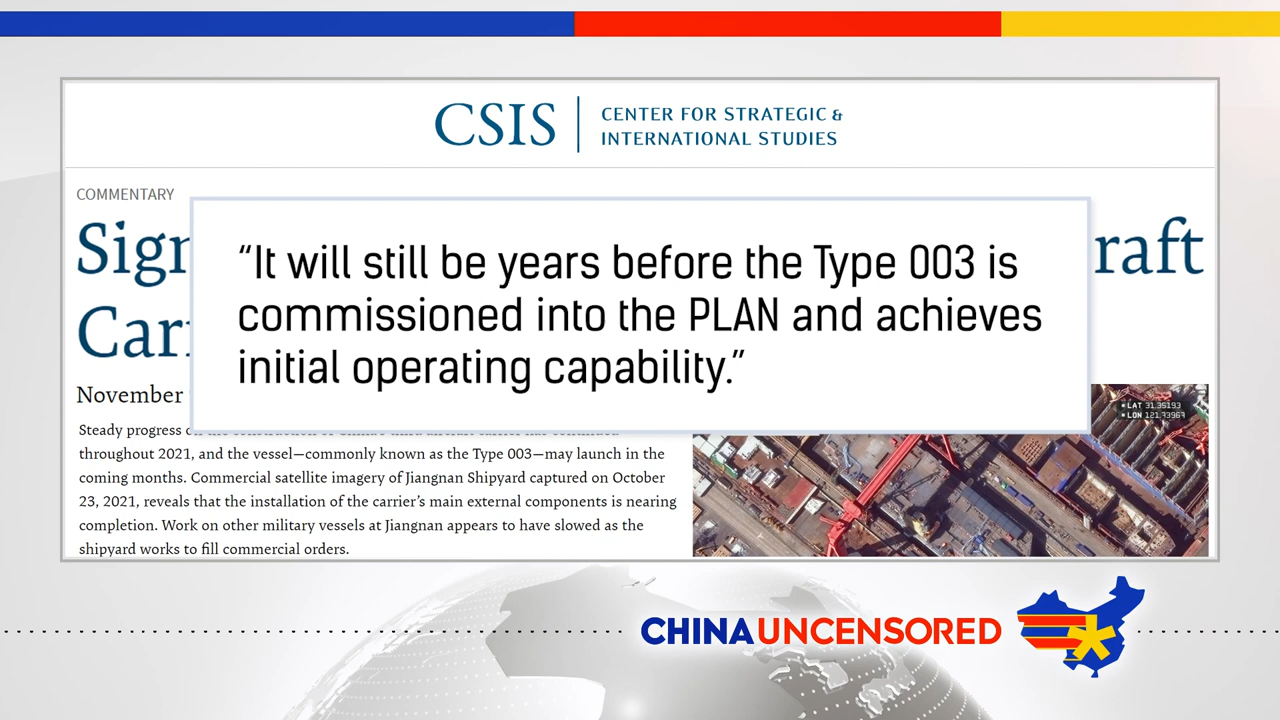 CSIS
CENTER FOR STRATEGIC &
INTERNATIONAL STUDIES
COMMENTARY
“It will still be years before the Type 003 is
commissioned into the PLAN and achieves
initial operating capability.”
November
Steady progress
throughout 2021, and the vessel—commonly known as the Type 003—may launch in the
coming months. Commercial satellite imagery of Jiangnan Shipyard captured on October
23, 2021, reveals that the installation of the carrier’s main external components is nearing
completion. Work on other military vessels at Jiangnan appears to have slowed as the
shipyard works to fill commercial orders.
LAT 31.35193
LON 121.73967
CHINA UNCENSORED